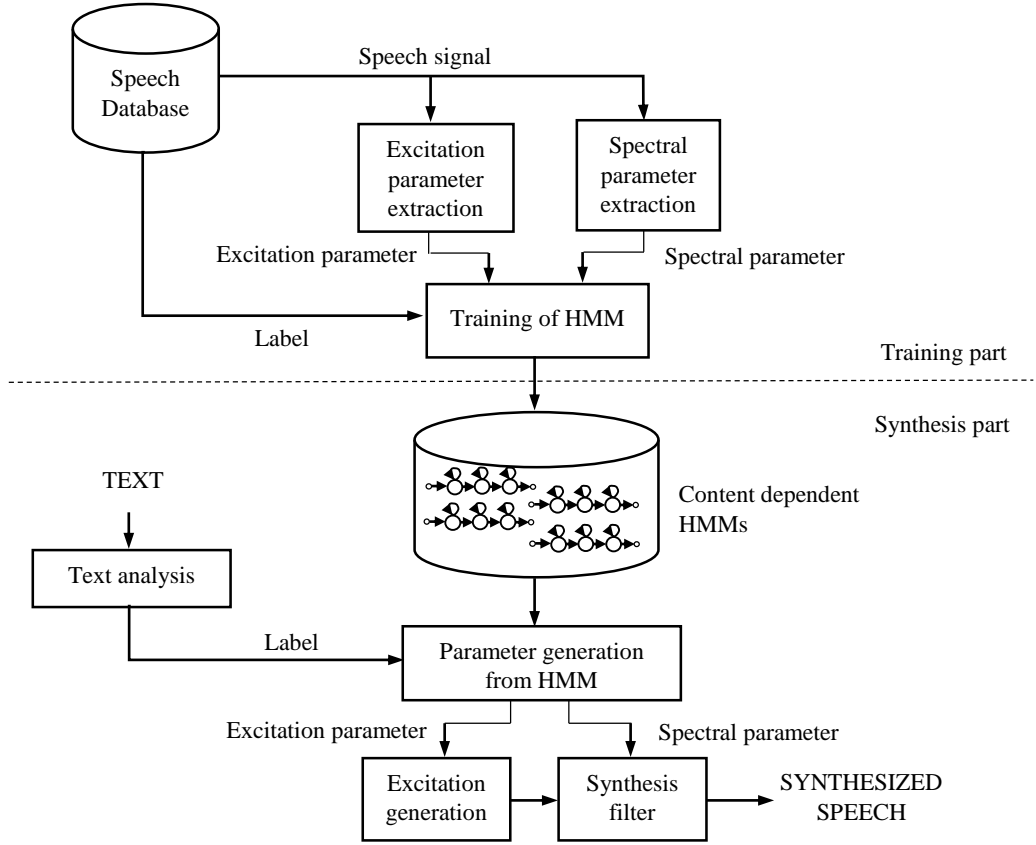 Speech signal
Speech
Database
Excitation
parameter
extraction
Spectral
parameter
extraction
Excitation parameter
Spectral parameter
Training of HMM
Label
Training part
Synthesis part
TEXT
Content dependent
HMMs
Text analysis
Label
Parameter generation
from HMM
Excitation parameter
Spectral parameter
Excitation
generation
Synthesis
filter
SYNTHESIZED
SPEECH